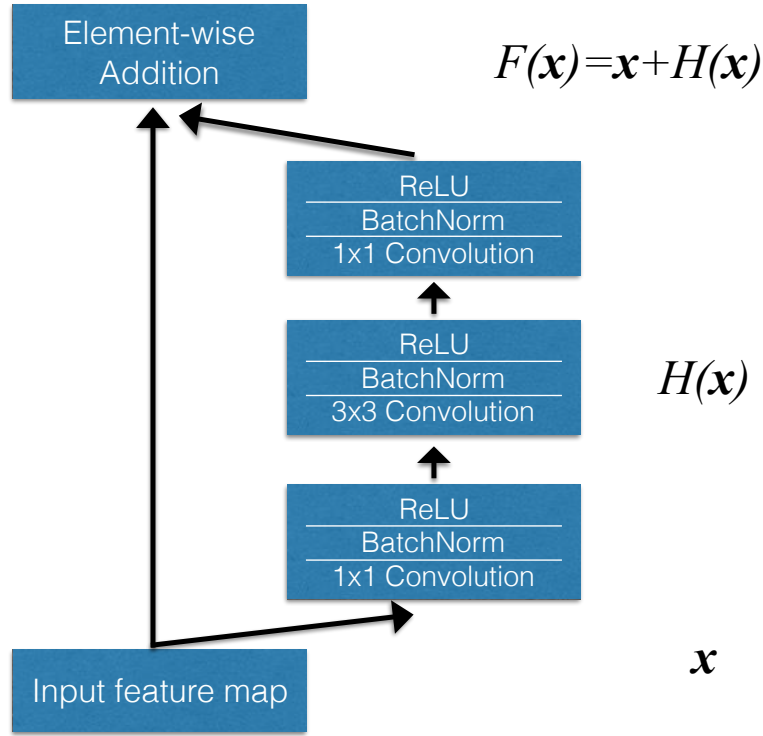 Element-wise
Addition
F(x)=x+H(x)
ReLU
BatchNorm
1x1 Convolution
ReLU
BatchNorm
3x3 Convolution
H(x)
ReLU
BatchNorm
1x1 Convolution
Input feature map
x